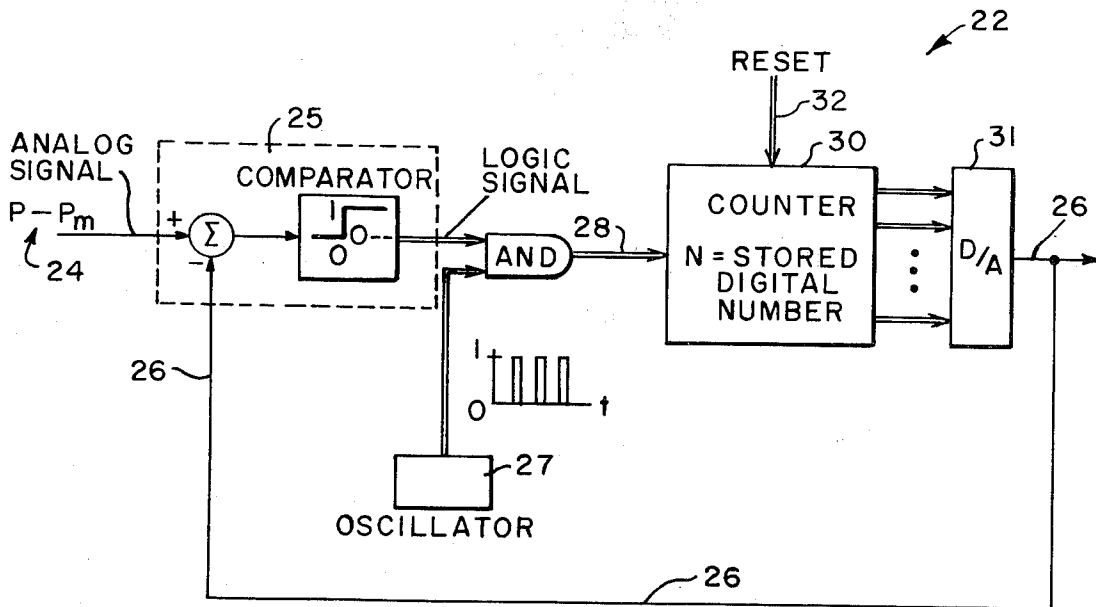 22
RESET
32
25
30
31
ANALOG
SIGNAL
P – Pm
24
+
Σ
−
COMPARATOR
1
0
0
LOGIC
SIGNAL
AND
28
COUNTER
N = STORED
DIGITAL
NUMBER
D/A
26
26
1
0
t
27
OSCILLATOR
26